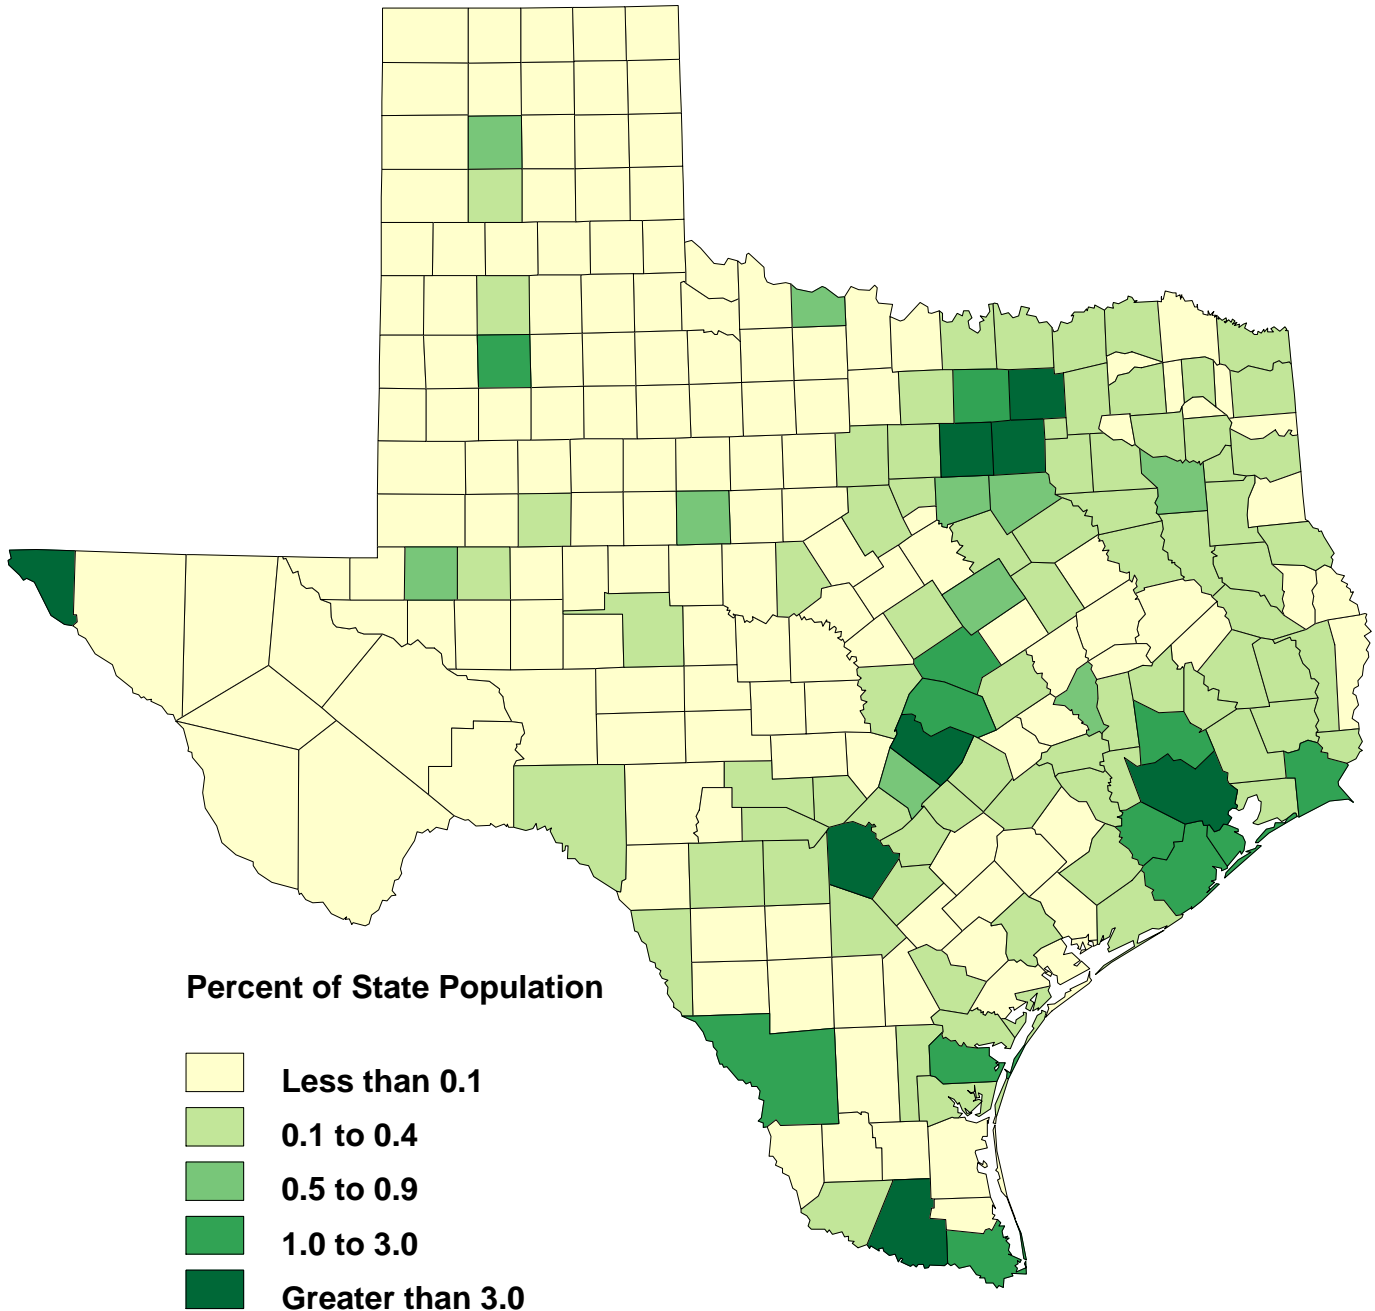 Percent of State Population
Less than 0.1
0.1 to 0.4
0.5 to 0.9
1.0 to 3.0
Greater than 3.0